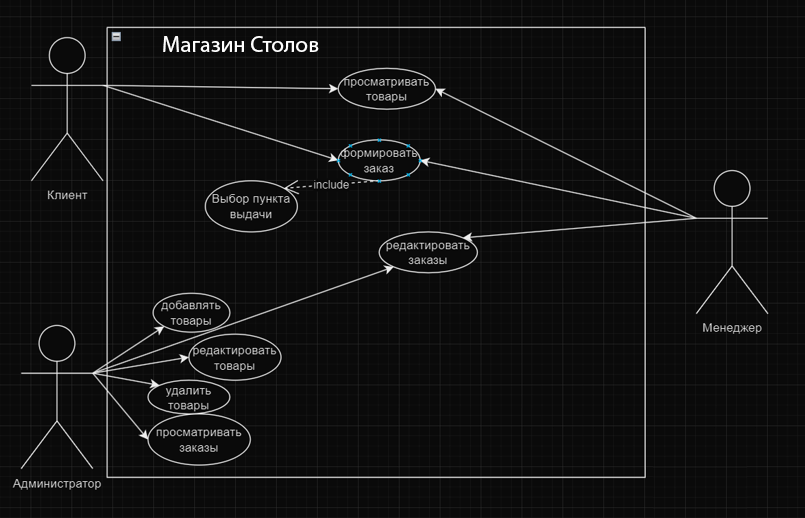 Магазин Столов
просматривать
товары
формировать
заказ
include
Клиент
Выбор пункта
выдачи
редактировать
заказы
добавлять
товары
Менеджер
редактировать
товары
удалить
товары
просматривать
заказы
Администратор